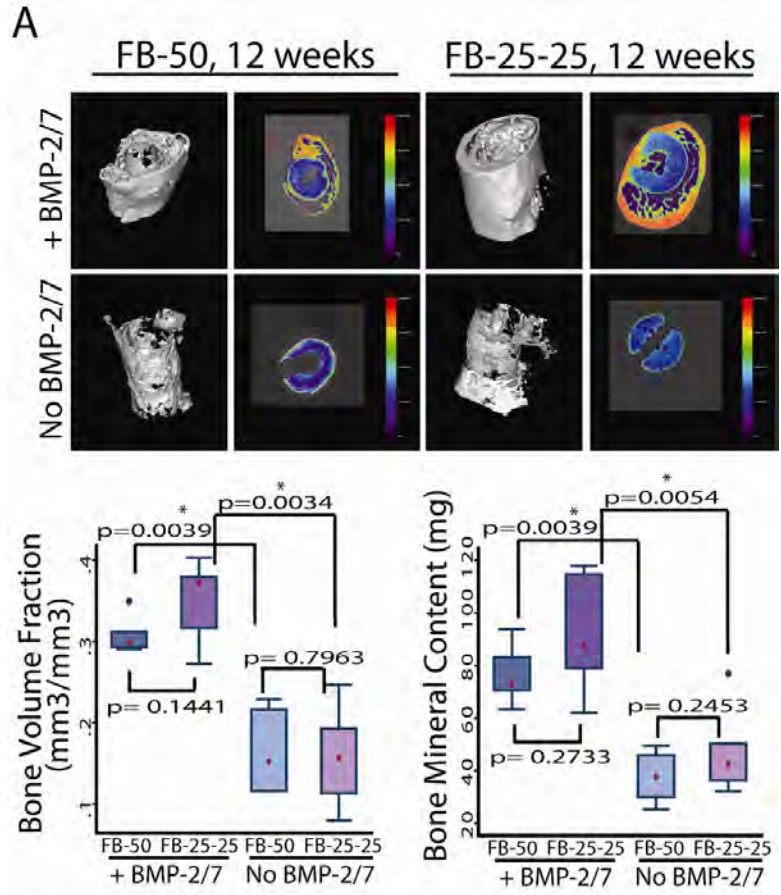 A
FB-50, 12 weeks
FB-25-25, 12 weeks
+ BMP-2/7
No BMP-2/7
*
p=0.0039
*
p=0.0034
p= 0.7963
p= 0.1441
Bone Volume Fraction
(mm3/mm3)
.4
.3
.2
.1
FB-50 FB-25-25 FB-50 FB-25-25
+ BMP-2/7 No BMP-2/7
*
p=0.0039
*
p=0.0054
p= 0.2453
p= 0.2733
Bone Mineral Content (mg)
120
100
80
60
40
20
FB-50 FB-25-25 FB-50 FB-25-25
+ BMP-2/7 No BMP-2/7